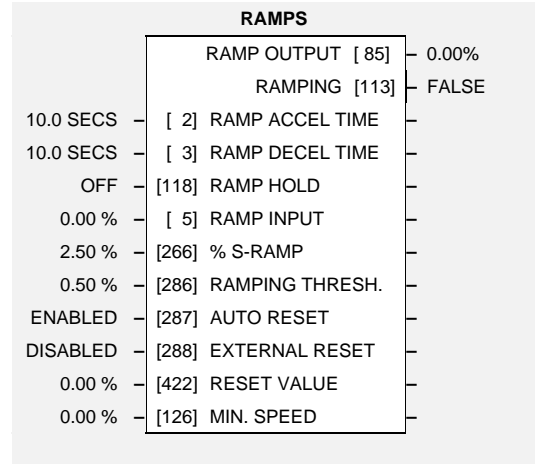 RAMPS
RAMP OUTPUT [ 85] – 0.00%
RAMPING [113] – FALSE
10.0 SECS – [ 2] RAMP ACCEL TIME –
10.0 SECS – [ 3] RAMP DECEL TIME –
OFF – [118] RAMP HOLD –
0.00 % – [ 5] RAMP INPUT –
2.50 % – [266] % S-RAMP –
0.50 % – [286] RAMPING THRESH. –
ENABLED – [287] AUTO RESET –
DISABLED – [288] EXTERNAL RESET –
0.00 % – [422] RESET VALUE –
0.00 % – [126] MIN. SPEED –